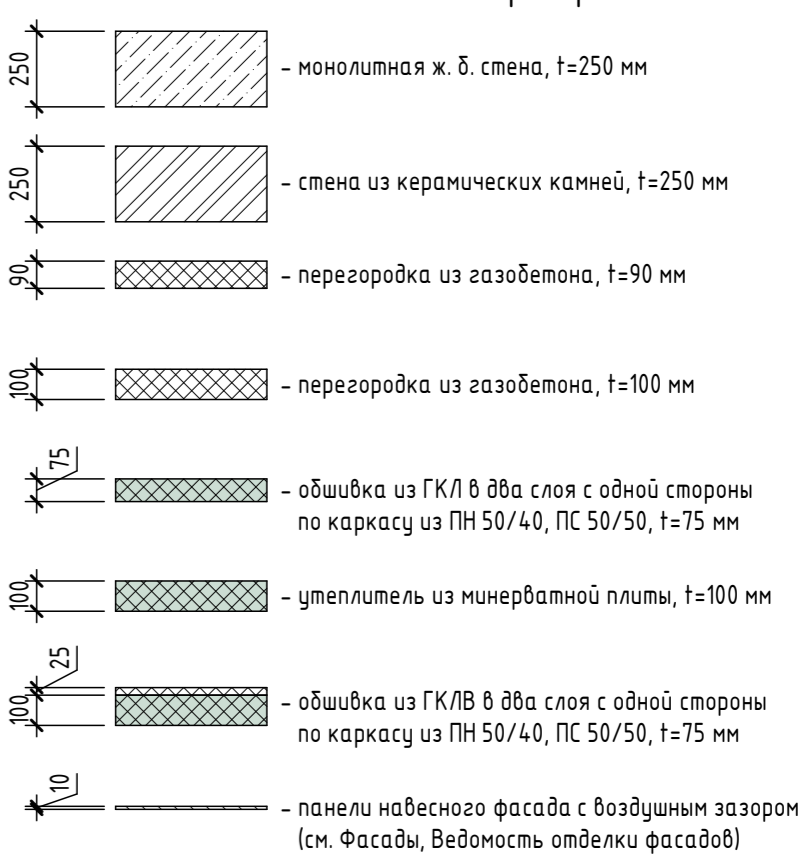 250
– монолитная ж. б. стена, t=250 мм
250
– стена из керамических камней, t=250 мм
90
– перегородка из газобетона, t=90 мм
100
– перегородка из газобетона, t=100 мм
75
– обшивка из ГКЛ в два слоя с одной стороны
по каркасу из ПН 50/40, ПС 50/50, t=75 мм
100
– утеплитель из минерватной плиты, t=100 мм
25
100
– обшивка из ГКЛВ в два слоя с одной стороны
по каркасу из ПН 50/40, ПС 50/50, t=75 мм
10
– панели навесного фасада с воздушным зазором
(см. Фасады, Ведомость отделки фасадов)